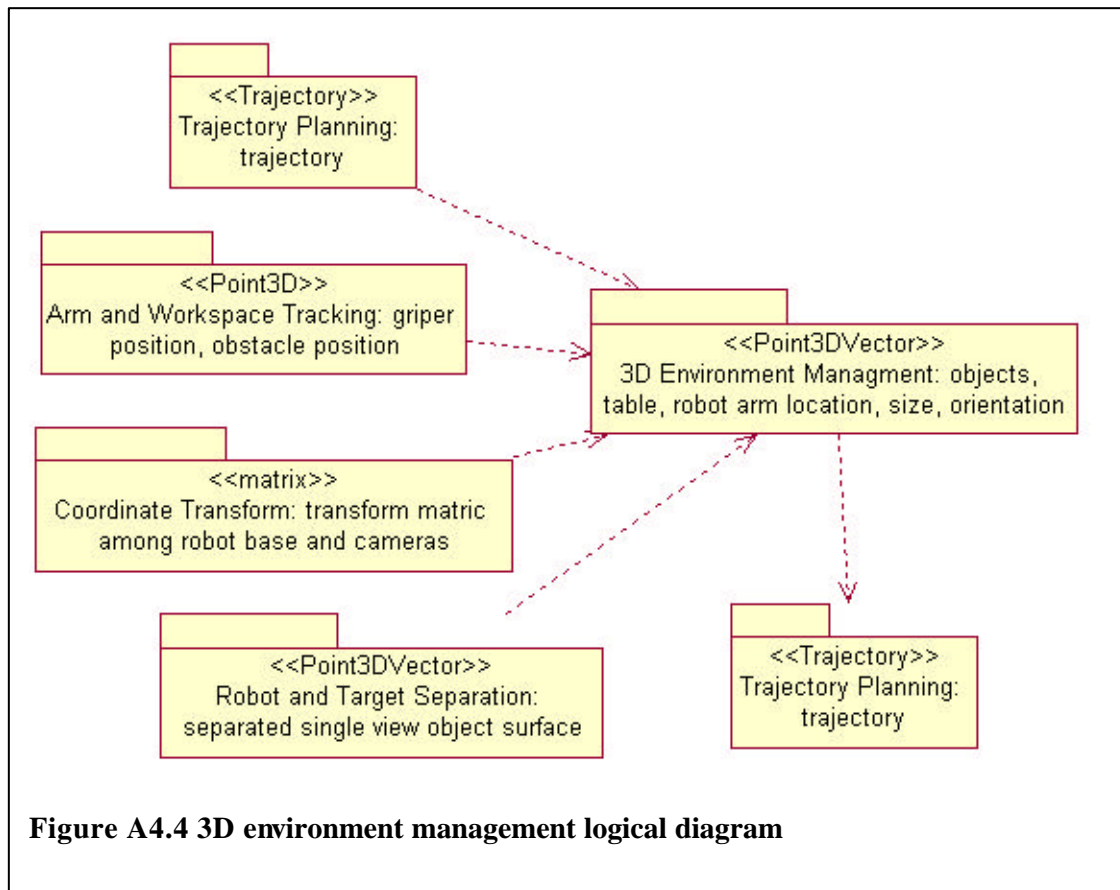 <<Trajectory>>
Trajectory Planning:
trajectory
<<Point3D>>
Arm and Workspace Tracking: griper
position, obstacle position
<<Point3DVector>>
3D Environment Managment: objects,
table, robot arm location, size, orientation
<<matrix>>
Coordinate Transform: transform matric
among robot base and cameras
<<Point3DVector>>
Robot and Target Separation:
separated single view object surface
<<Trajectory>>
Trajectory Planning:
trajectory
Figure A4.4 3D environment management logical diagram